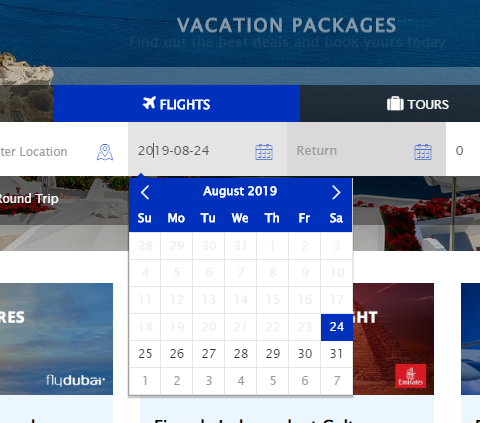 VACATION PACKAGES
Find out the best deals and book yours today
FLIGHTS
TOURS
ter Location
2019-08-24
Return
0
Round Trip
August 2019
Su Mo Tu We Th Fr Sa
28 29 30 31 1 2 3
4 5 6 7 8 9 10
11 12 13 14 15 16 17
18 19 20 21 22 23 24
25 26 27 28 29 30 31
1 2 3 4 5 6 7
RES
GHT
flydubai
Emirates